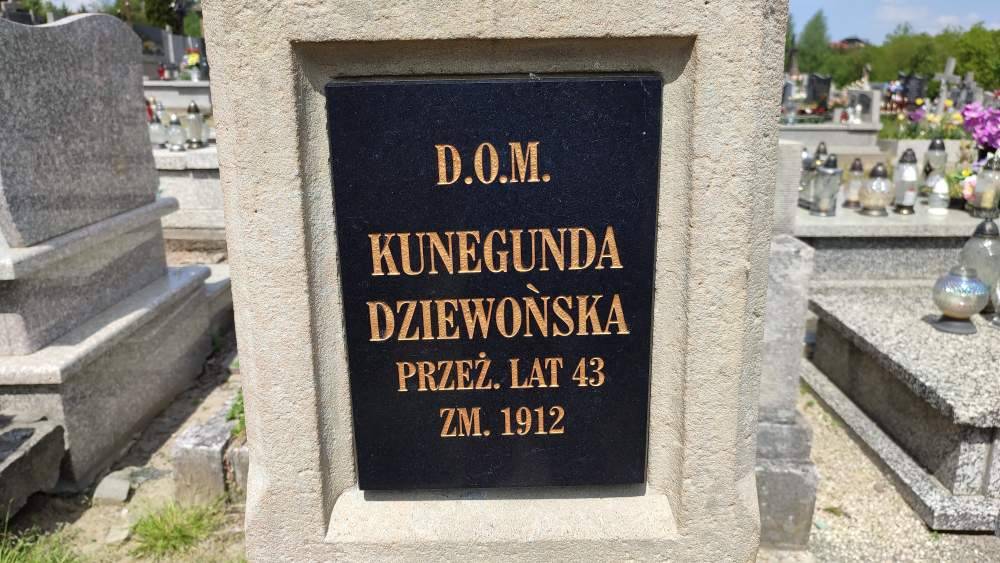 D.O.M.
KUNEGUNDA
DZIEWOŃSKA
PRZEŻ. LAT 43
ZM. 1912